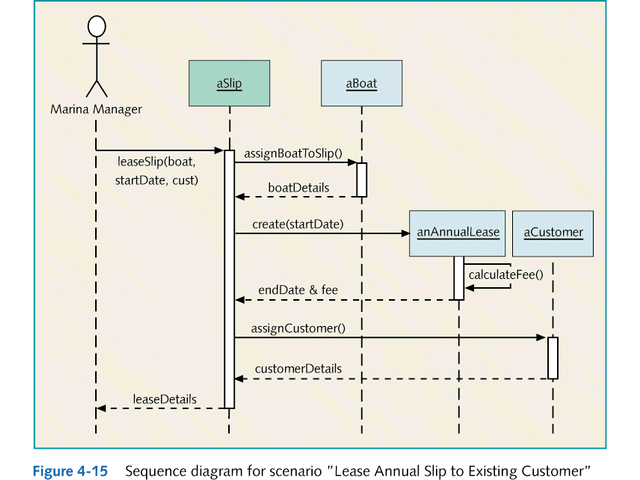 Marina Manager
aSlip
aBoat
leaseSlip(boat,
startDate, cust)
assignBoatToSlip()
boatDetails
create(startDate)
anAnnualLease
aCustomer
calculateFee()
endDate & fee
assignCustomer()
customerDetails
leaseDetails
Figure 4-15 Sequence diagram for scenario "Lease Annual Slip to Existing Customer"